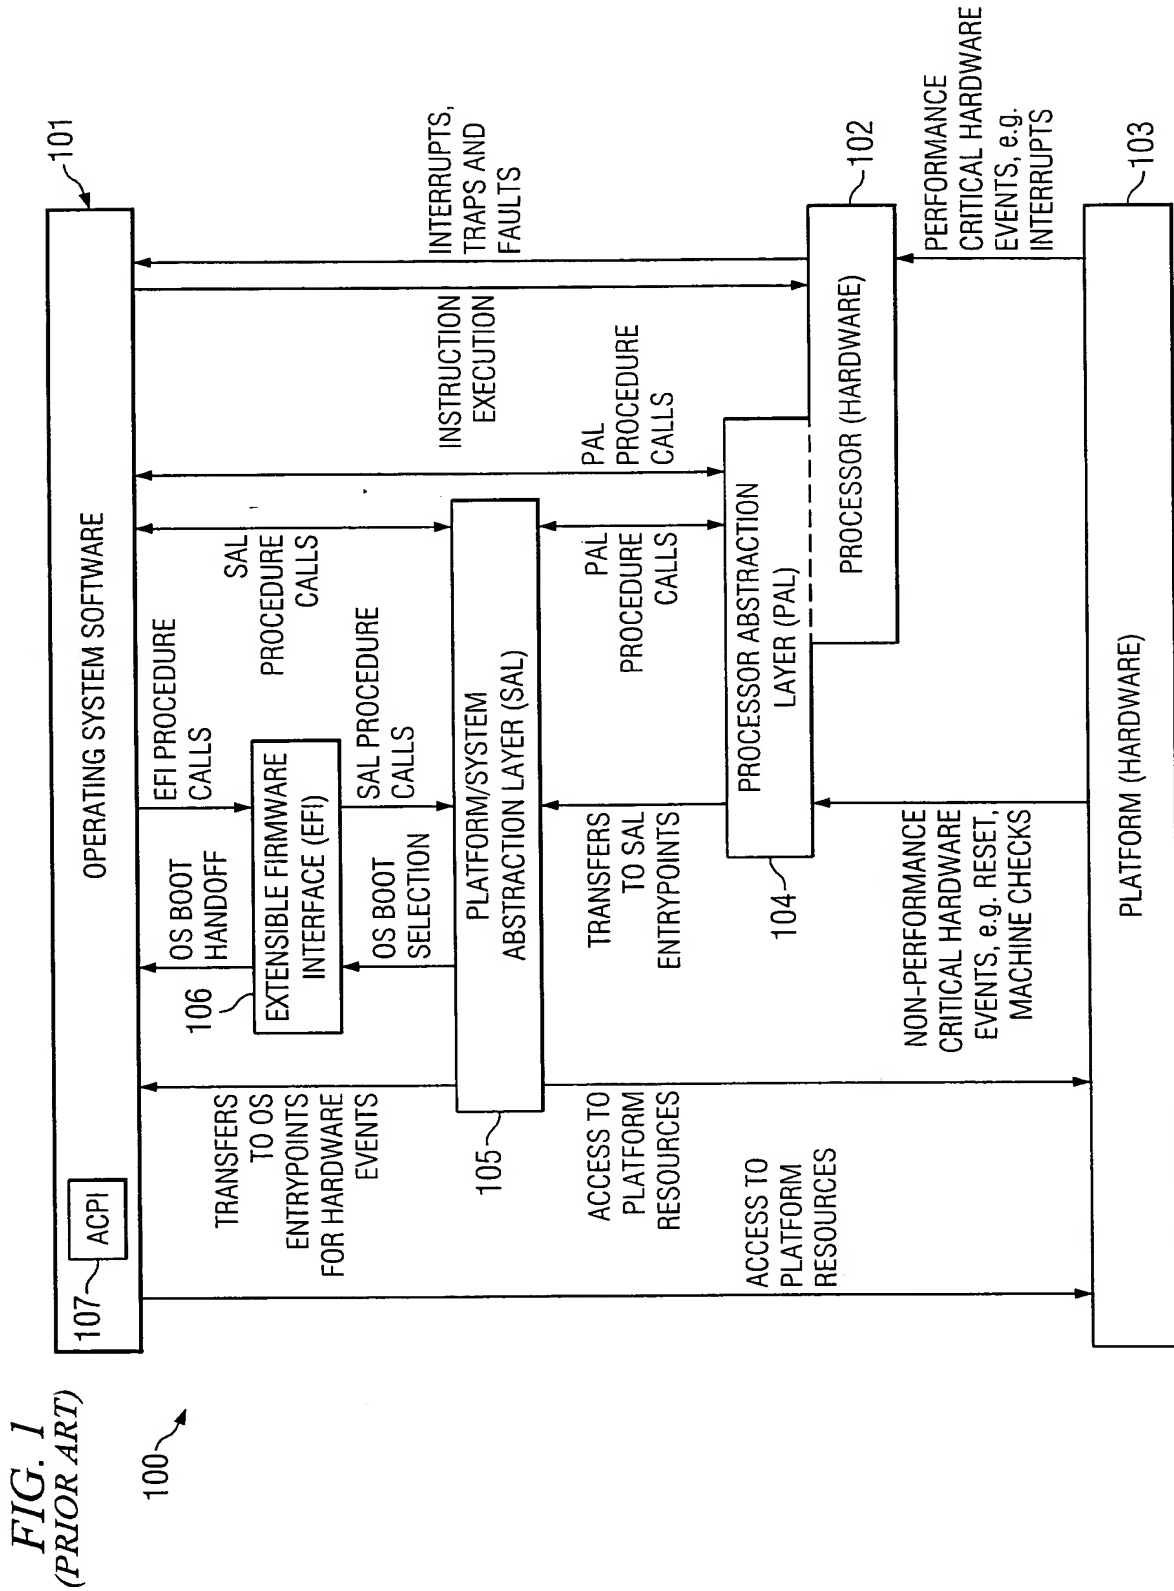 FIG. 1
(PRIOR ART)
100
107
ACPI
OPERATING SYSTEM SOFTWARE
101
TRANSFERS
TO OS
ENTRYPOINTS
FOR HARDWARE
EVENTS
OS BOOT
HANDOFF
EFI PROCEDURE
CALLS
106
EXTENSIBLE FIRMWARE
INTERFACE (EFI)
OS BOOT
SELECTION
SAL PROCEDURE
CALLS
SAL
PROCEDURE
CALLS
INTERRUPTS,
TRAPS AND
FAULTS
INSTRUCTION
EXECUTION
105
PLATFORM/SYSTEM
ABSTRACTION LAYER (SAL)
ACCESS TO
PLATFORM
RESOURCES
TRANSFERS
TO SAL
ENTRYPOINTS
PAL
PROCEDURE
CALLS
PAL
PROCEDURE
CALLS
ACCESS TO
PLATFORM
RESOURCES
104
PROCESSOR ABSTRACTION
LAYER (PAL)
PROCESSOR (HARDWARE)
102
NON-PERFORMANCE
CRITICAL HARDWARE
EVENTS, e.g. RESET,
MACHINE CHECKS
PERFORMANCE
CRITICAL HARDWARE
EVENTS, e.g.
INTERRUPTS
PLATFORM (HARDWARE)
103